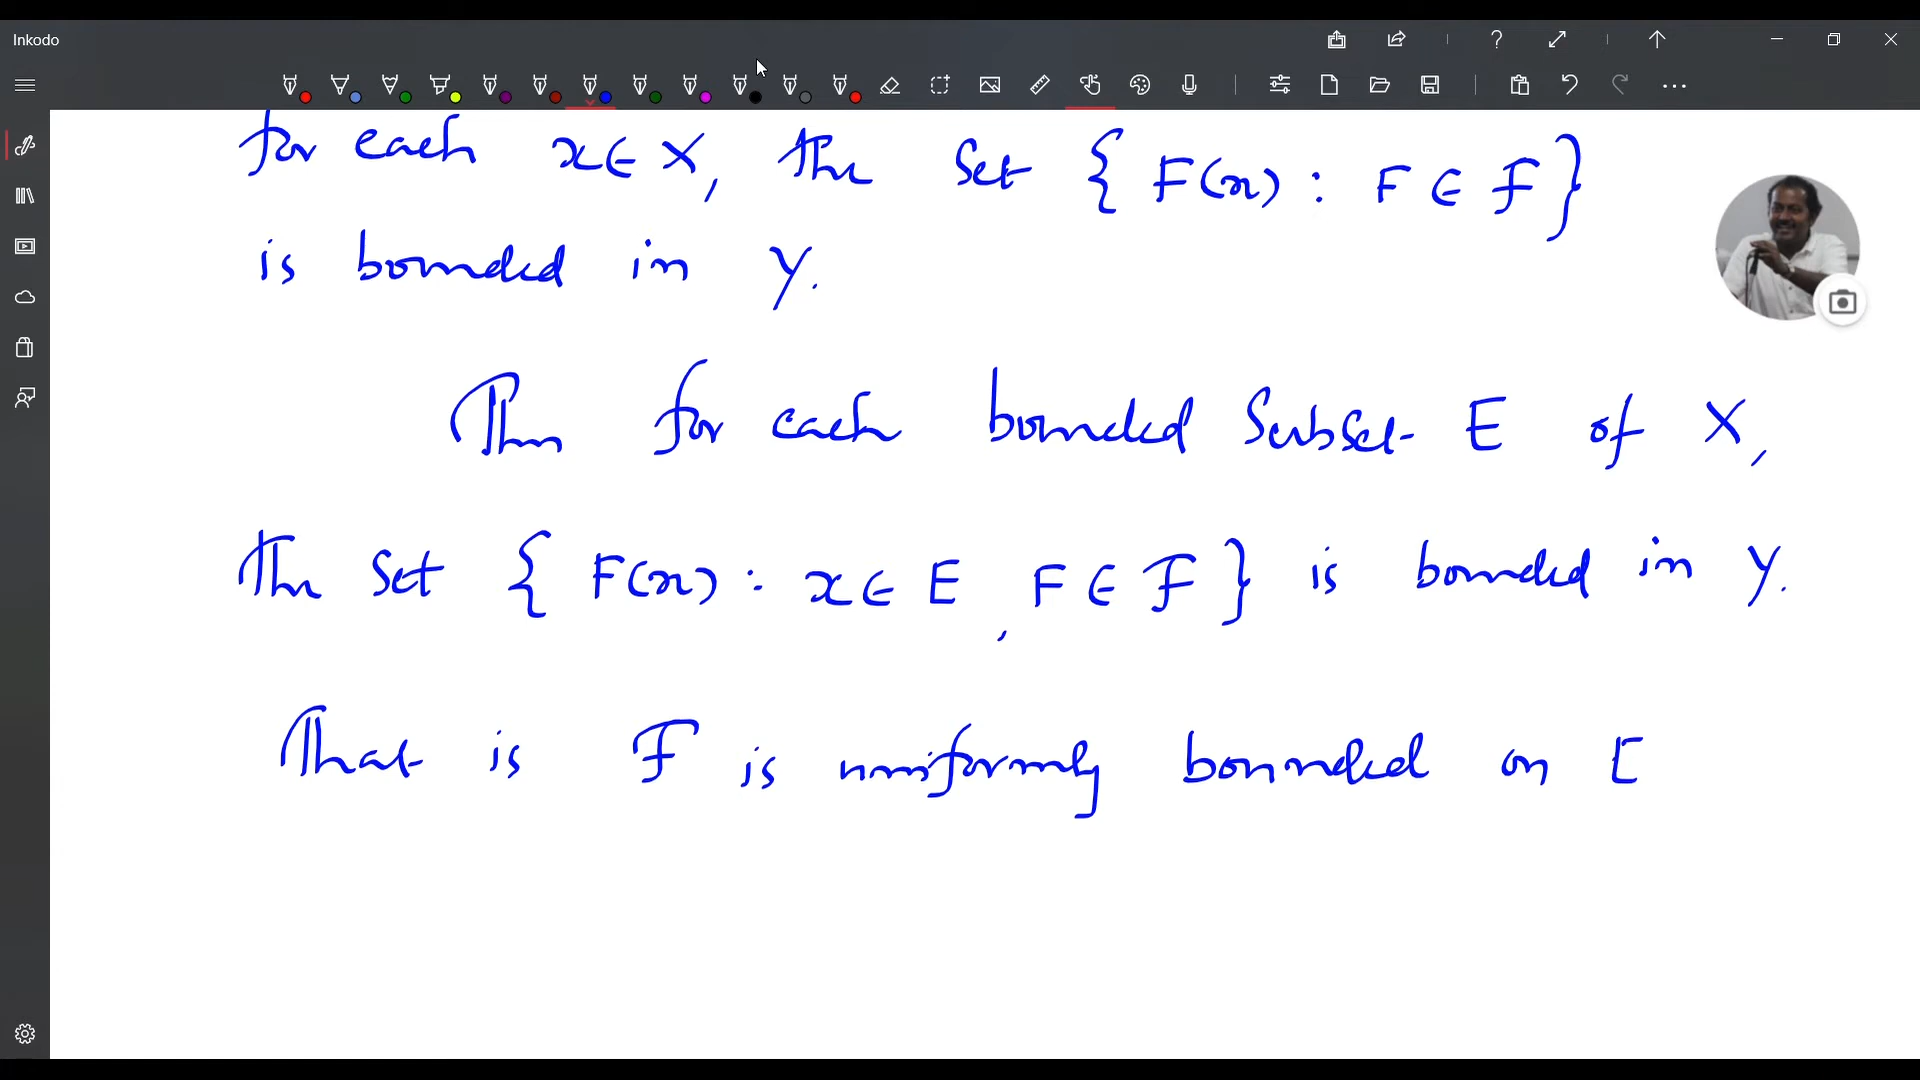 Inkodo
for each x ∈ X, the set { F(x) : F ∈ ℱ }
is bounded in Y.
Then for each bounded subset E of X,
the set { F(x) : x ∈ E, F ∈ ℱ } is bounded in Y.
That is ℱ is uniformly bounded on E